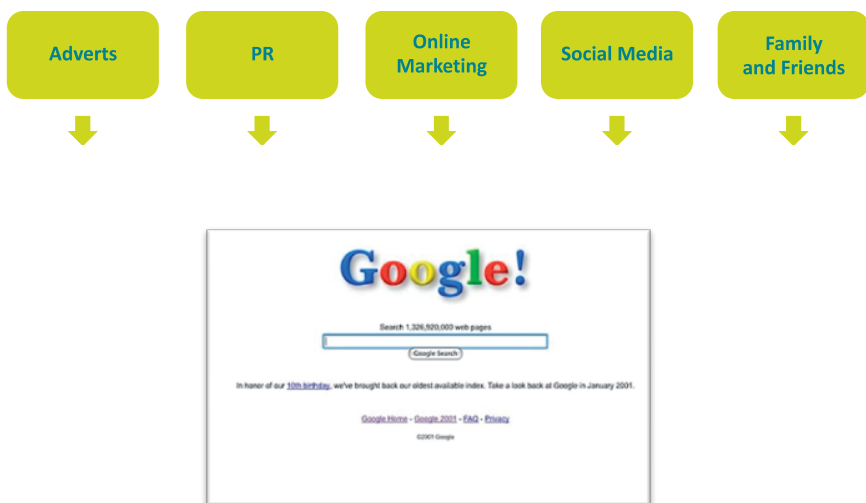 Adverts
PR
Online
Marketing
Social Media
Family
and Friends
Google!
Search 1,326,920,000 web pages
Google Search
In honor of our 10th birthday, we've brought back our oldest available index. Take a look back at Google in January 2001.
Google Home - Google 2001 - FAQ - Privacy
©2001 Google